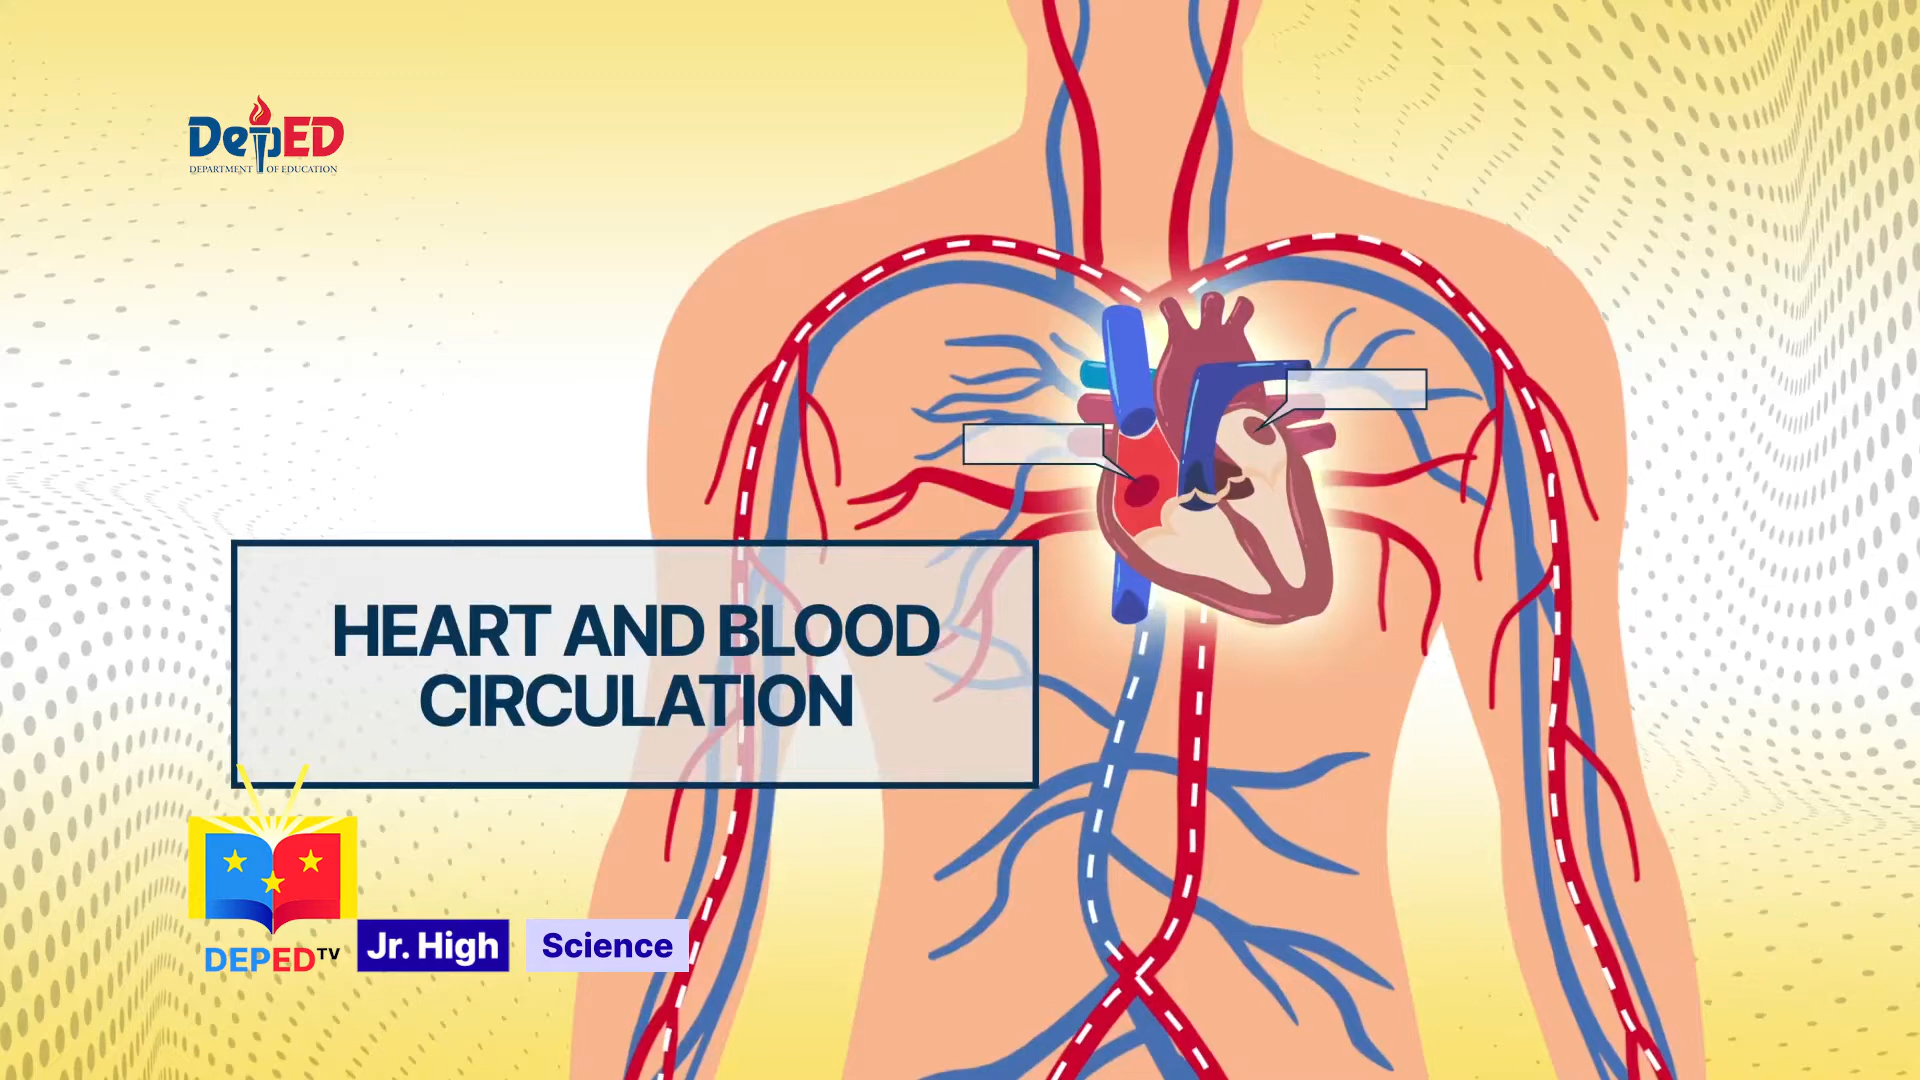 DepED
DEPARTMENT OF EDUCATION
HEART AND BLOOD
CIRCULATION
DEPED TV
Jr. High
Science